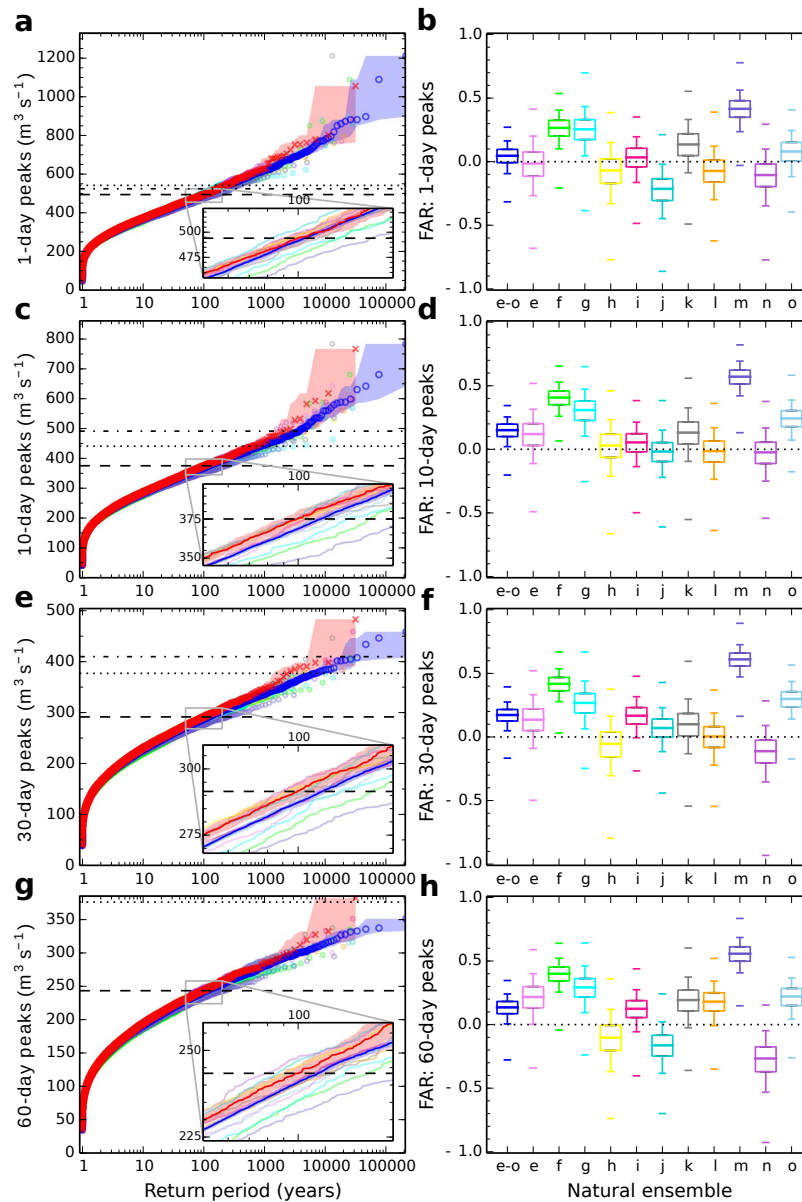 a
b
1-day peaks (m³ s⁻¹)
1200
1000
800
600
400
200
0
100
500
475
1 10 100 1000 10000 100000
FAR: 1-day peaks
1.0
0.5
0.0
0.5
- 1.0
e-o e f g h i j k l m n o
c
d
10-day peaks (m³ s⁻¹)
800
700
600
500
400
300
200
100
0
100
375
350
1 10 100 1000 10000 100000
FAR: 10-day peaks
1.0
0.5
0.0
0.5
- 1.0
e-o e f g h i j k l m n o
e
f
30-day peaks (m³ s⁻¹)
500
400
300
200
100
0
100
300
275
1 10 100 1000 10000 100000
FAR: 30-day peaks
1.0
0.5
0.0
0.5
- 1.0
e-o e f g h i j k l m n o
g
h
60-day peaks (m³ s⁻¹)
350
300
250
200
150
100
50
0
100
250
225
1 10 100 1000 10000 100000
FAR: 60-day peaks
1.0
0.5
0.0
0.5
- 1.0
e-o e f g h i j k l m n o
Return period (years)
Natural ensemble